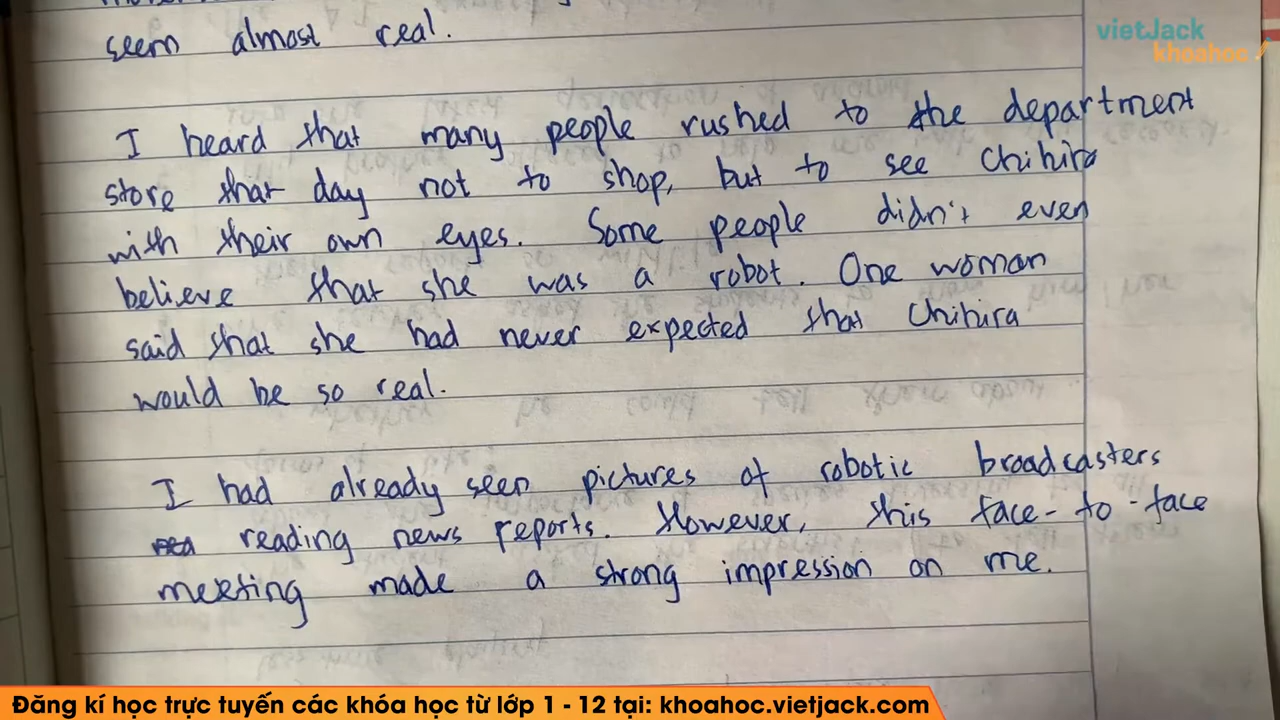 seem almost real.
vietJack
khoahoc
I heard that many people rushed to the department
store that day not to shop, but to see Chihira
with their own eyes. Some people didn't even
believe that she was a robot. One woman
said that she had never expected that Chihira
would be so real.
I had already seen pictures of robotic broadcasters
reading news reports. However, this face-to-face
meeting made a strong impression on me.
Đăng kí học trực tuyến các khóa học từ lớp 1 - 12 tại: khoahoc.vietjack.com